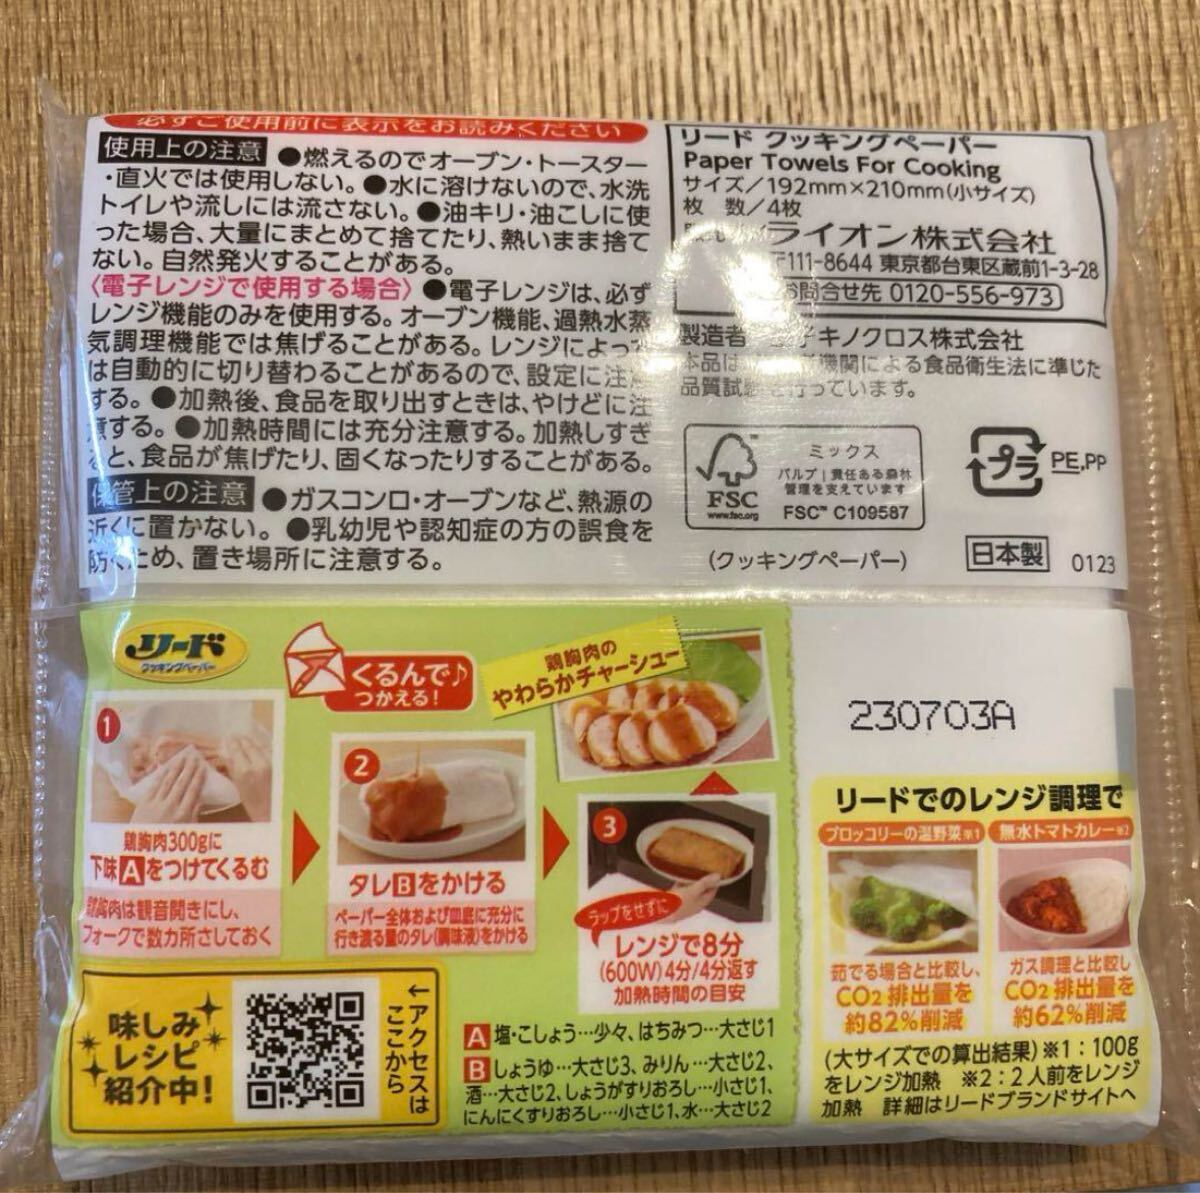 必ずご使用前に表示をお読みください
使用上の注意 ●燃えるのでオーブン・トースター
・直火では使用しない。●水に溶けないので、水洗
トイレや流しには流さない。●油キリ・油こしに使
った場合、大量にまとめて捨てたり、熱いまま捨て
ない。自然発火することがある。
〈電子レンジで使用する場合〉●電子レンジは、必ず
レンジ機能のみを使用する。オーブン機能、過熱水蒸
気調理機能では焦げることがある。レンジによって
は自動的に切り替わることがあるので、設定に注意
する。●加熱後、食品を取り出すときは、やけどに注
意する。●加熱時間には充分注意する。加熱しすぎ
ると、食品が焦げたり、固くなったりすることがある。
保管上の注意 ●ガスコンロ・オーブンなど、熱源の
近くに置かない。●乳幼児や認知症の方の誤食を
防ぐため、置き場所に注意する。
リード クッキングペーパー
Paper Towels For Cooking
サイズ/192mm×210mm(小サイズ)
枚 数/4枚
ライオン株式会社
〒111-8644 東京都台東区蔵前1-3-28
お問合せ先 0120-556-973
製造者 キノクロス株式会社
本品は 機関による食品衛生法に準じた
品質試験を行っています。
FSC
www.fsc.org
ミックス
パルプ|責任ある森林
管理を支えています
FSC™ C109587
プラ PE,PP
(クッキングペーパー) 日本製 0123
リード
クッキングペーパー
くるんで♪
つかえる!
鶏胸肉の
やわらかチャーシュー
1
鶏胸肉300gに
下味Aをつけてくるむ
鶏胸肉は観音開きにし、
フォークで数カ所さしておく
2
タレBをかける
ペーパー全体および皿底に充分に
行き渡る量のタレ(調味液)をかける
3
ラップをせずに
レンジで8分
(600W)4分/4分返す
加熱時間の目安
A 塩・こしょう…少々、はちみつ…大さじ1
B しょうゆ…大さじ3、みりん…大さじ2、
酒…大さじ2、しょうがすりおろし…小さじ1、
にんにくすりおろし…小さじ1、水…大さじ2
味しみ
レシピ
紹介中!
←アクセスは
ここから
230703A
リードでのレンジ調理で
ブロッコリーの温野菜※1
茹でる場合と比較し、
CO2排出量を
約82%削減
無水トマトカレー※2
ガス調理と比較し
CO2排出量を
約62%削減
(大サイズでの算出結果)※1:100g
をレンジ加熱 ※2:2人前をレンジ
加熱 詳細はリードブランドサイトへ